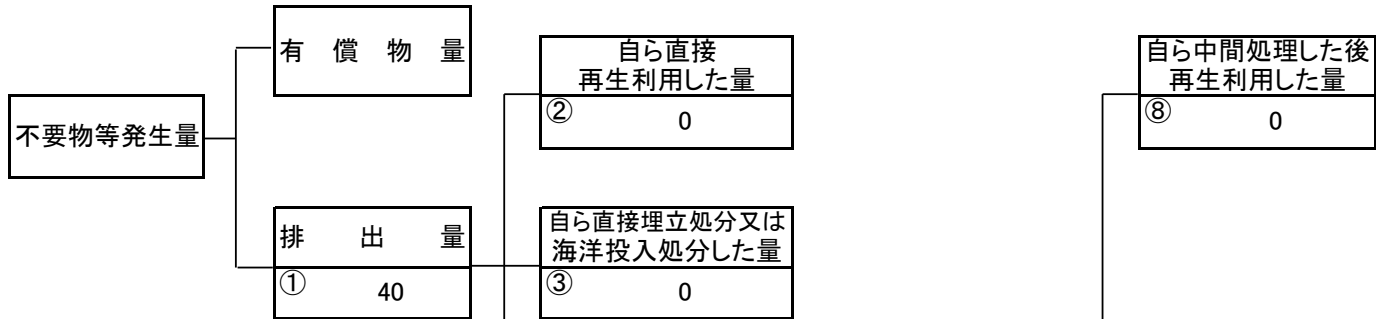 有償物量
自ら直接
再生利用した量
②
0
自ら中間処理した後
再生利用した量
⑧
0
不要物等発生量
排出量
①
40
自ら直接埋立処分又は
海洋投入処分した量
③
0